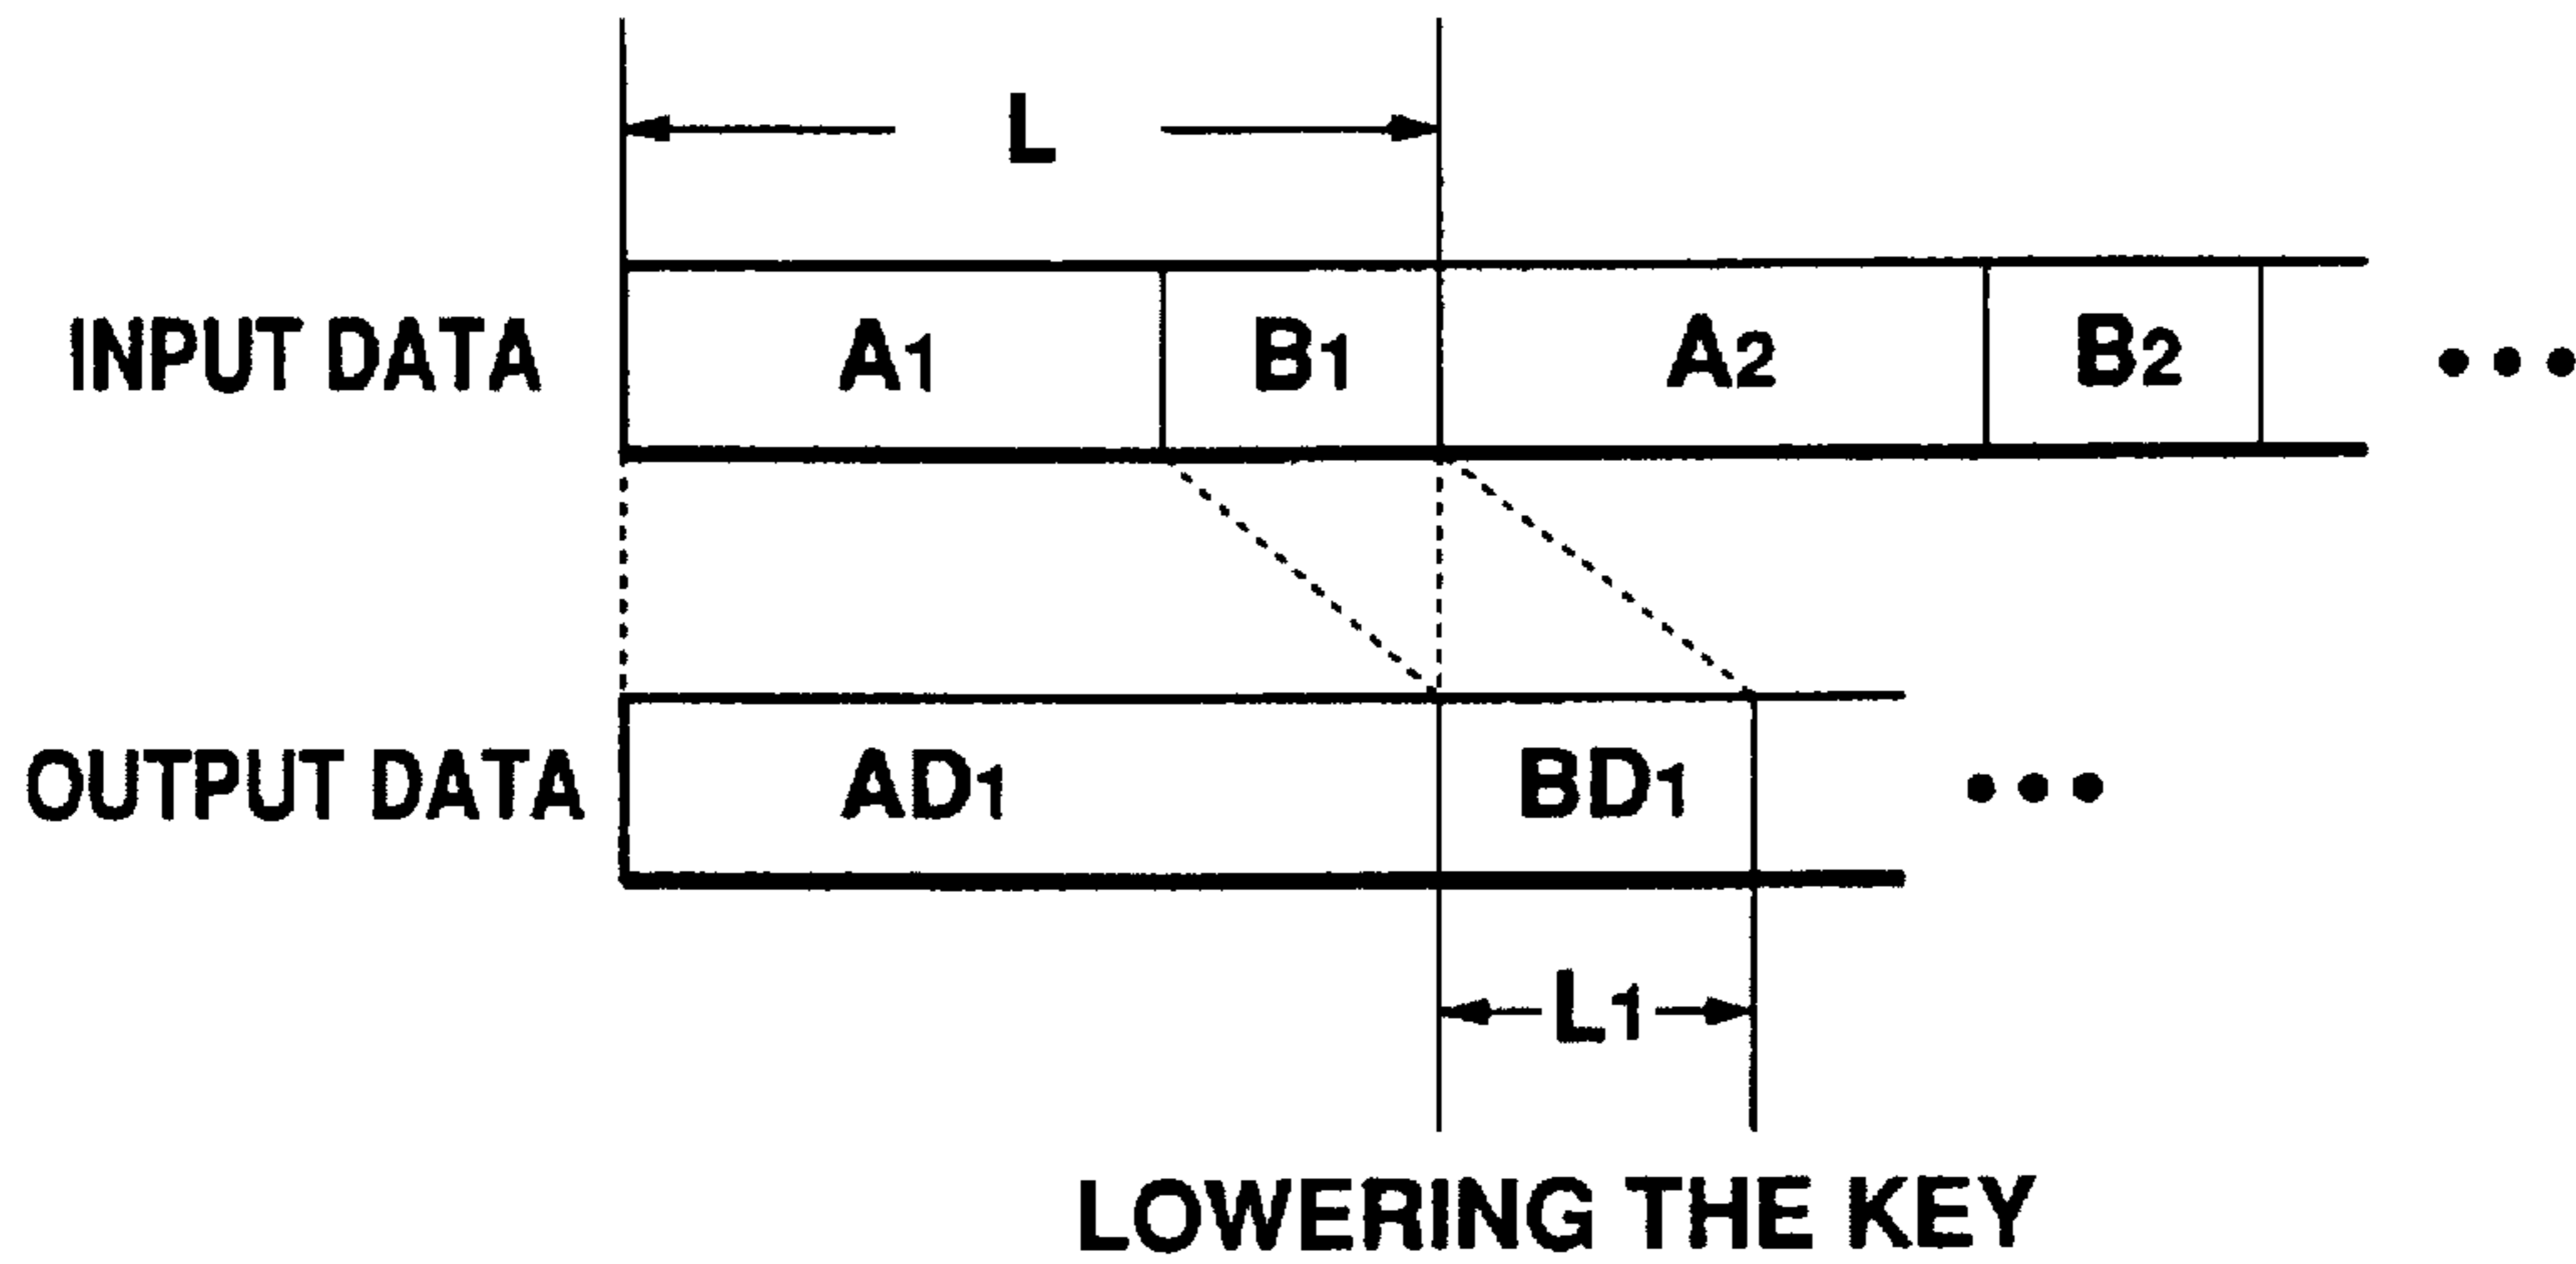 L
INPUT DATA A1 B1 A2 B2 •••
OUTPUT DATA AD1 BD1 •••
L1
LOWERING THE KEY